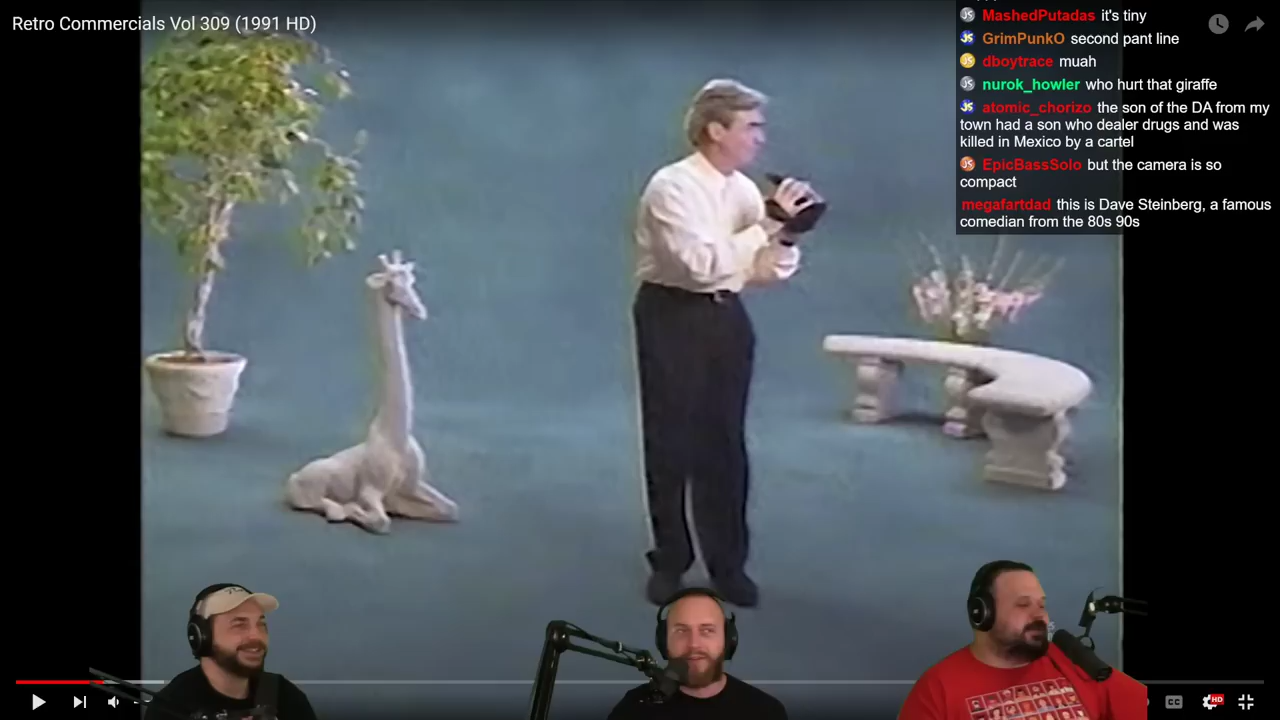 Retro Commercials Vol 309 (1991 HD)
MashedPutadas it's tiny
GrimPunkO second pant line
dboytrace muah
nurok_howler who hurt that giraffe
atomic_chorizo the son of the DA from my
town had a son who dealer drugs and was
killed in Mexico by a cartel
EpicBassSolo but the camera is so
compact
megafartdad this is Dave Steinberg, a famous
comedian from the 80s 90s
CC
HD